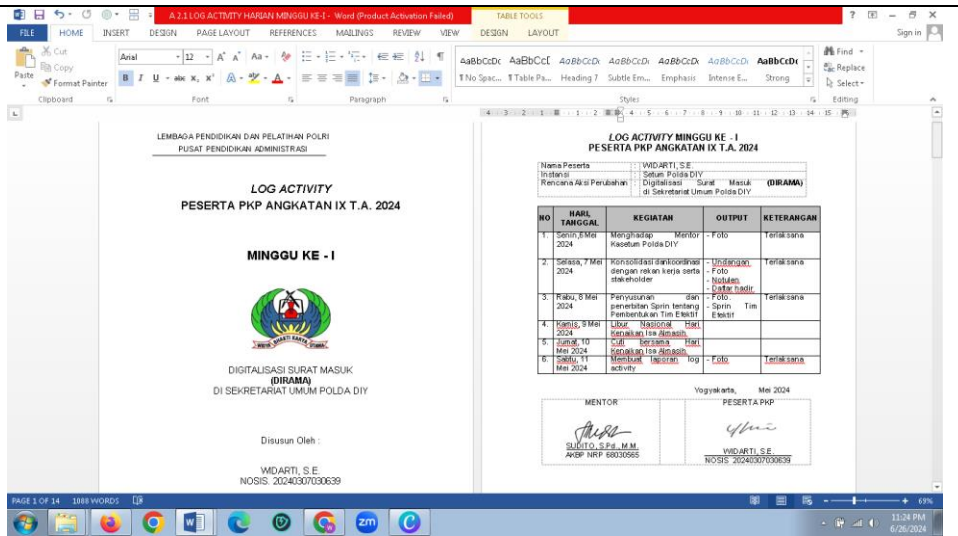 A 2.1 LOG ACTIVITY HARIAN MINGGU KE-I - Word (Product Activation Failed)
TABLE TOOLS
FILE HOME INSERT DESIGN PAGE LAYOUT REFERENCES MAILINGS REVIEW VIEW DESIGN LAYOUT Sign in
Cut
Copy
Format Painter
Paste
Arial 12
AaBbCcDc AaBbCcI AaBbCcDi AaBbCcDi AaBbCcDi AaBbCcDi AaBbCcDc
¶ No Spac... ¶ Table Pa... Heading 7 Subtle Em... Emphasis Intense E... Strong
Find
Replace
Select
Clipboard Font Paragraph Styles Editing
LEMBAGA PENDIDIKAN DAN PELATIHAN POLRI
PUSAT PENDIDIKAN ADMINISTRASI
LOG ACTIVITY
PESERTA PKP ANGKATAN IX T.A. 2024
MINGGU KE - I
DIGITALISASI SURAT MASUK
(DIRAMA)
DI SEKRETARIAT UMUM POLDA DIY
Disusun Oleh :
WIDARTI, S.E.
NOSIS. 20240307030639
LOG ACTIVITY MINGGU KE - I
PESERTA PKP ANGKATAN IX T.A. 2024
Nama Peserta : WIDARTI, S.E.
Instansi : Setum Polda DIY
Rencana Aksi Perubahan : Digitalisasi Surat Masuk (DIRAMA)
di Sekretariat Umum Polda DIY
NO HARI, TANGGAL KEGIATAN OUTPUT KETERANGAN
1. Senin,6 Mei Menghadap Mentor - Foto Terlaksana
2024 Kasetum Polda DIY
2. Selasa, 7 Mei Konsolidasi dankoordinasi - Undangan Terlaksana
2024 dengan rekan kerja serta - Foto
stakeholder - Notulen
- Daftar hadir
3. Rabu, 8 Mei Penyusunan dan - Foto Terlaksana
2024 penerbitan Sprin tentang - Sprin Tim
Pembentukan Tim Efektif Efektif
4. Kamis, 9 Mei Libur Nasional Hari
2024 Kenaikan Isa Almasih
5. Jumat, 10 Cuti bersama Hari
Mei 2024 Kenaikan Isa Almasih
6. Sabtu, 11 Membuat laporan log - Foto Terlaksana
Mei 2024 activity
Yogyakarta, Mei 2024
MENTOR PESERTA PKP
SUDITO, S.Pd., M.M. WIDARTI, S.E.
AKBP NRP 68030565 NOSIS 20240307030639
PAGE 1 OF 14 1088 WORDS 69%
11:24 PM
6/26/2024